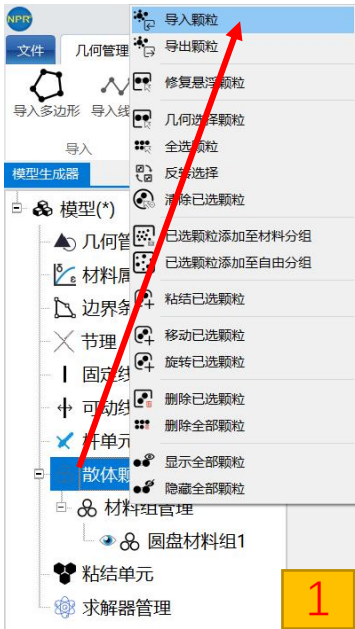 NPR
文件 几何管理
导入多边形 导入线
导入
模型生成器
模型(*)
几何管
材料属
边界条
节理
固定线
可动线
杆单元
散体颗
材料组管理
圆盘材料组1
粘结单元
求解器管理
导入颗粒
导出颗粒
修复悬浮颗粒
几何选择颗粒
全选颗粒
反转选择
清除已选颗粒
已选颗粒添加至材料分组
已选颗粒添加至自由分组
粘结已选颗粒
移动已选颗粒
旋转已选颗粒
删除已选颗粒
删除全部颗粒
显示全部颗粒
隐藏全部颗粒
1